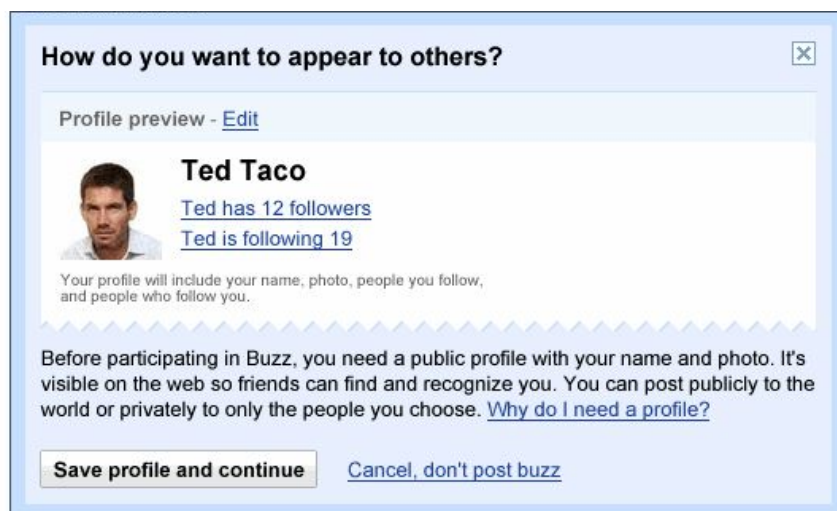 How do you want to appear to others?
Profile preview - Edit
Ted Taco
Ted has 12 followers
Ted is following 19
Your profile will include your name, photo, people you follow,
and people who follow you.
Before participating in Buzz, you need a public profile with your name and photo. It's
visible on the web so friends can find and recognize you. You can post publicly to the
world or privately to only the people you choose. Why do I need a profile?
Save profile and continue Cancel, don't post buzz